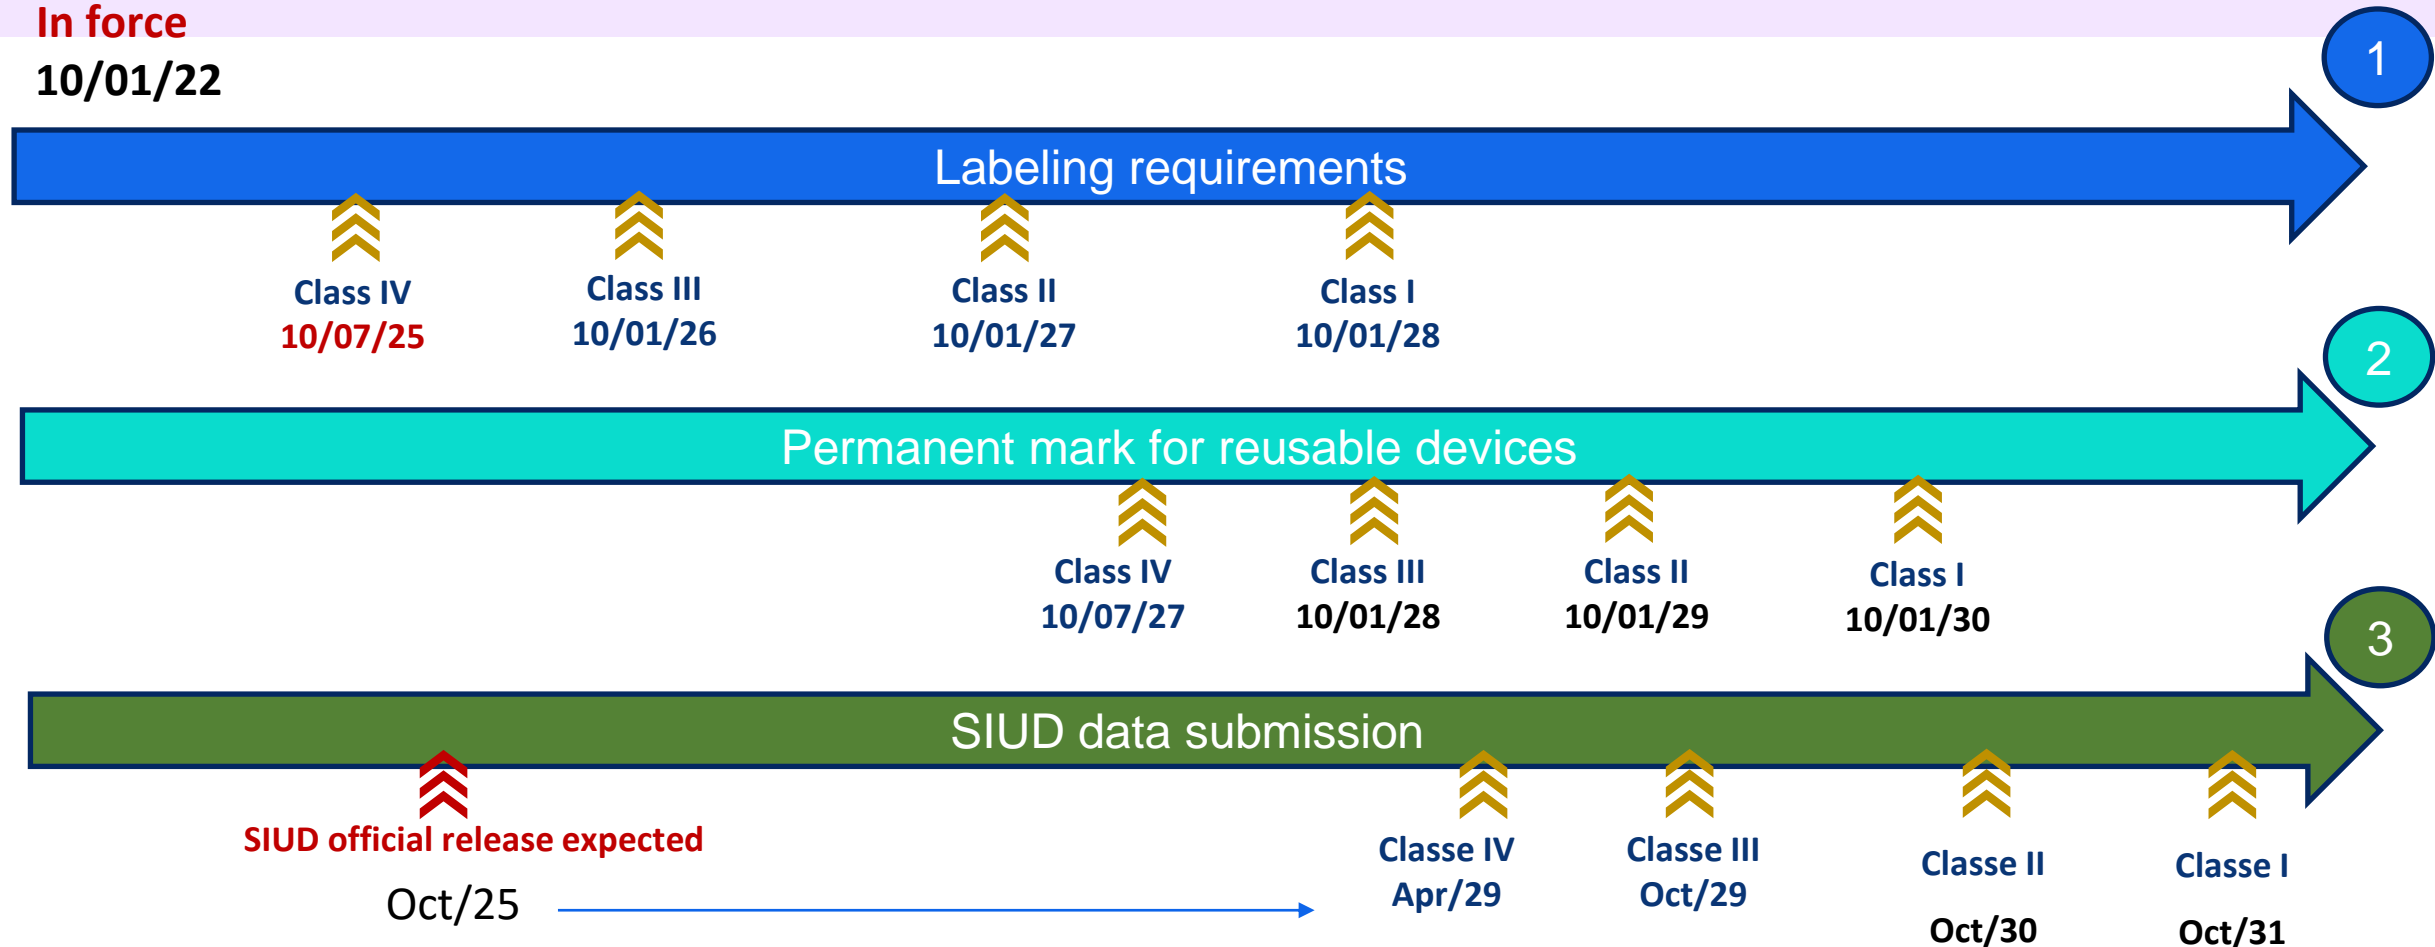 In force
10/01/22
1
Labeling requirements
Class IV
10/07/25
Class III
10/01/26
Class II
10/01/27
Class I
10/01/28
2
Permanent mark for reusable devices
Class IV
10/07/27
Class III
10/01/28
Class II
10/01/29
Class I
10/01/30
3
SIUD data submission
SIUD official release expected
Oct/25
Classe IV
Apr/29
Classe III
Oct/29
Classe II
Oct/30
Classe I
Oct/31